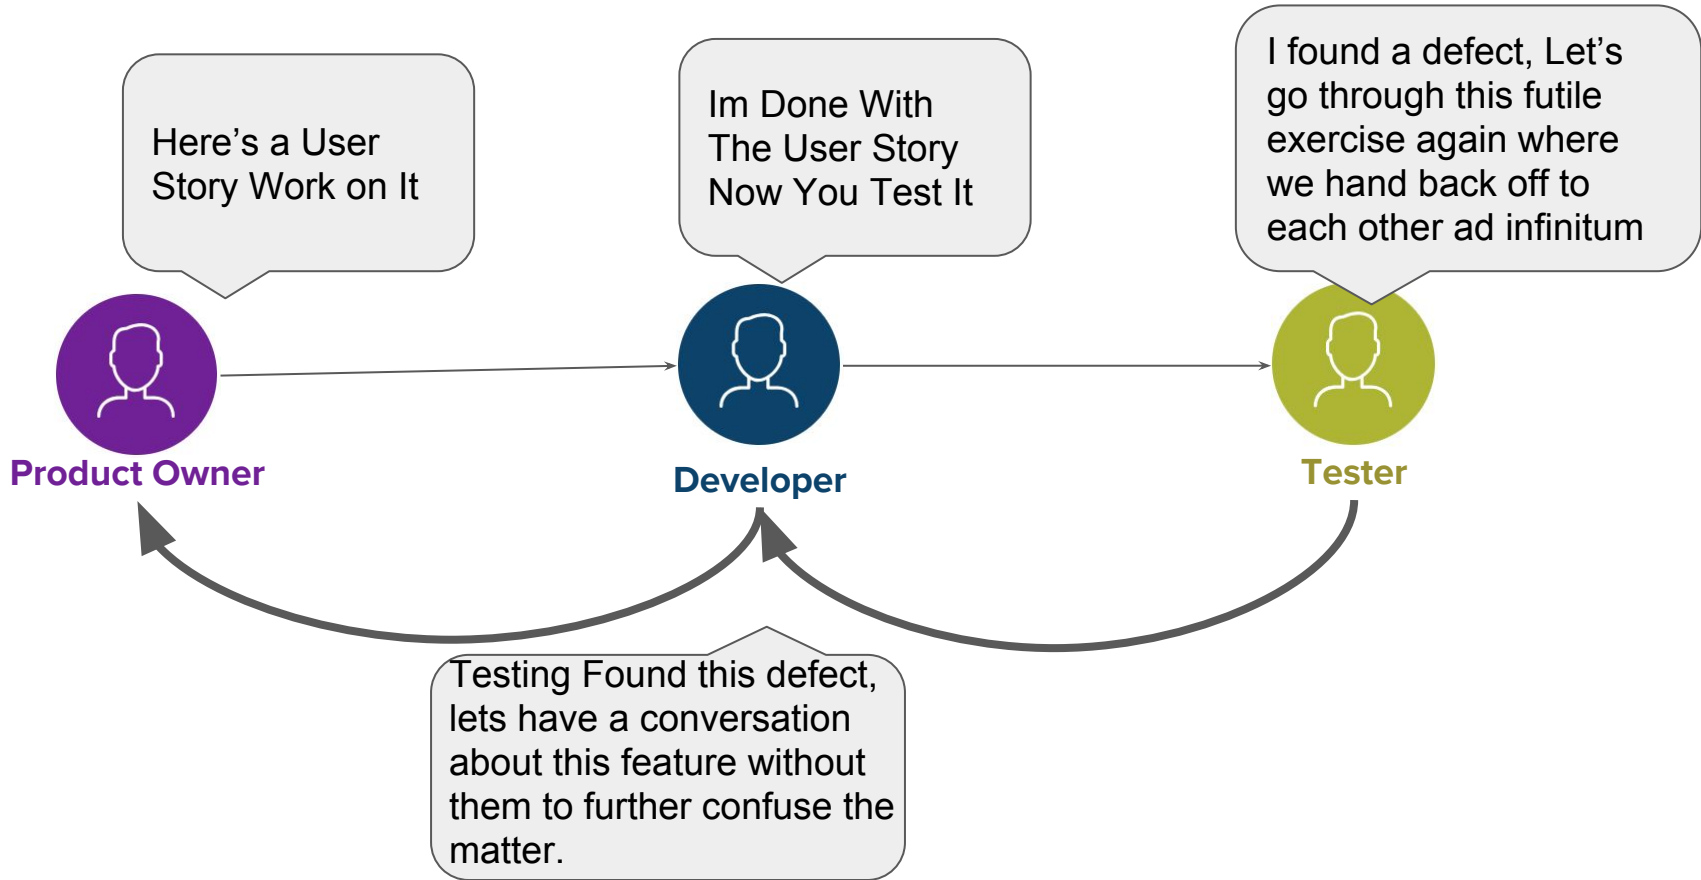 Here’s a User
Story Work on It
Im Done With
The User Story
Now You Test It
I found a defect, Let’s
go through this futile
exercise again where
we hand back off to
each other ad infinitum
Product Owner
Developer
Tester
Testing Found this defect,
lets have a conversation
about this feature without
them to further confuse the
matter.